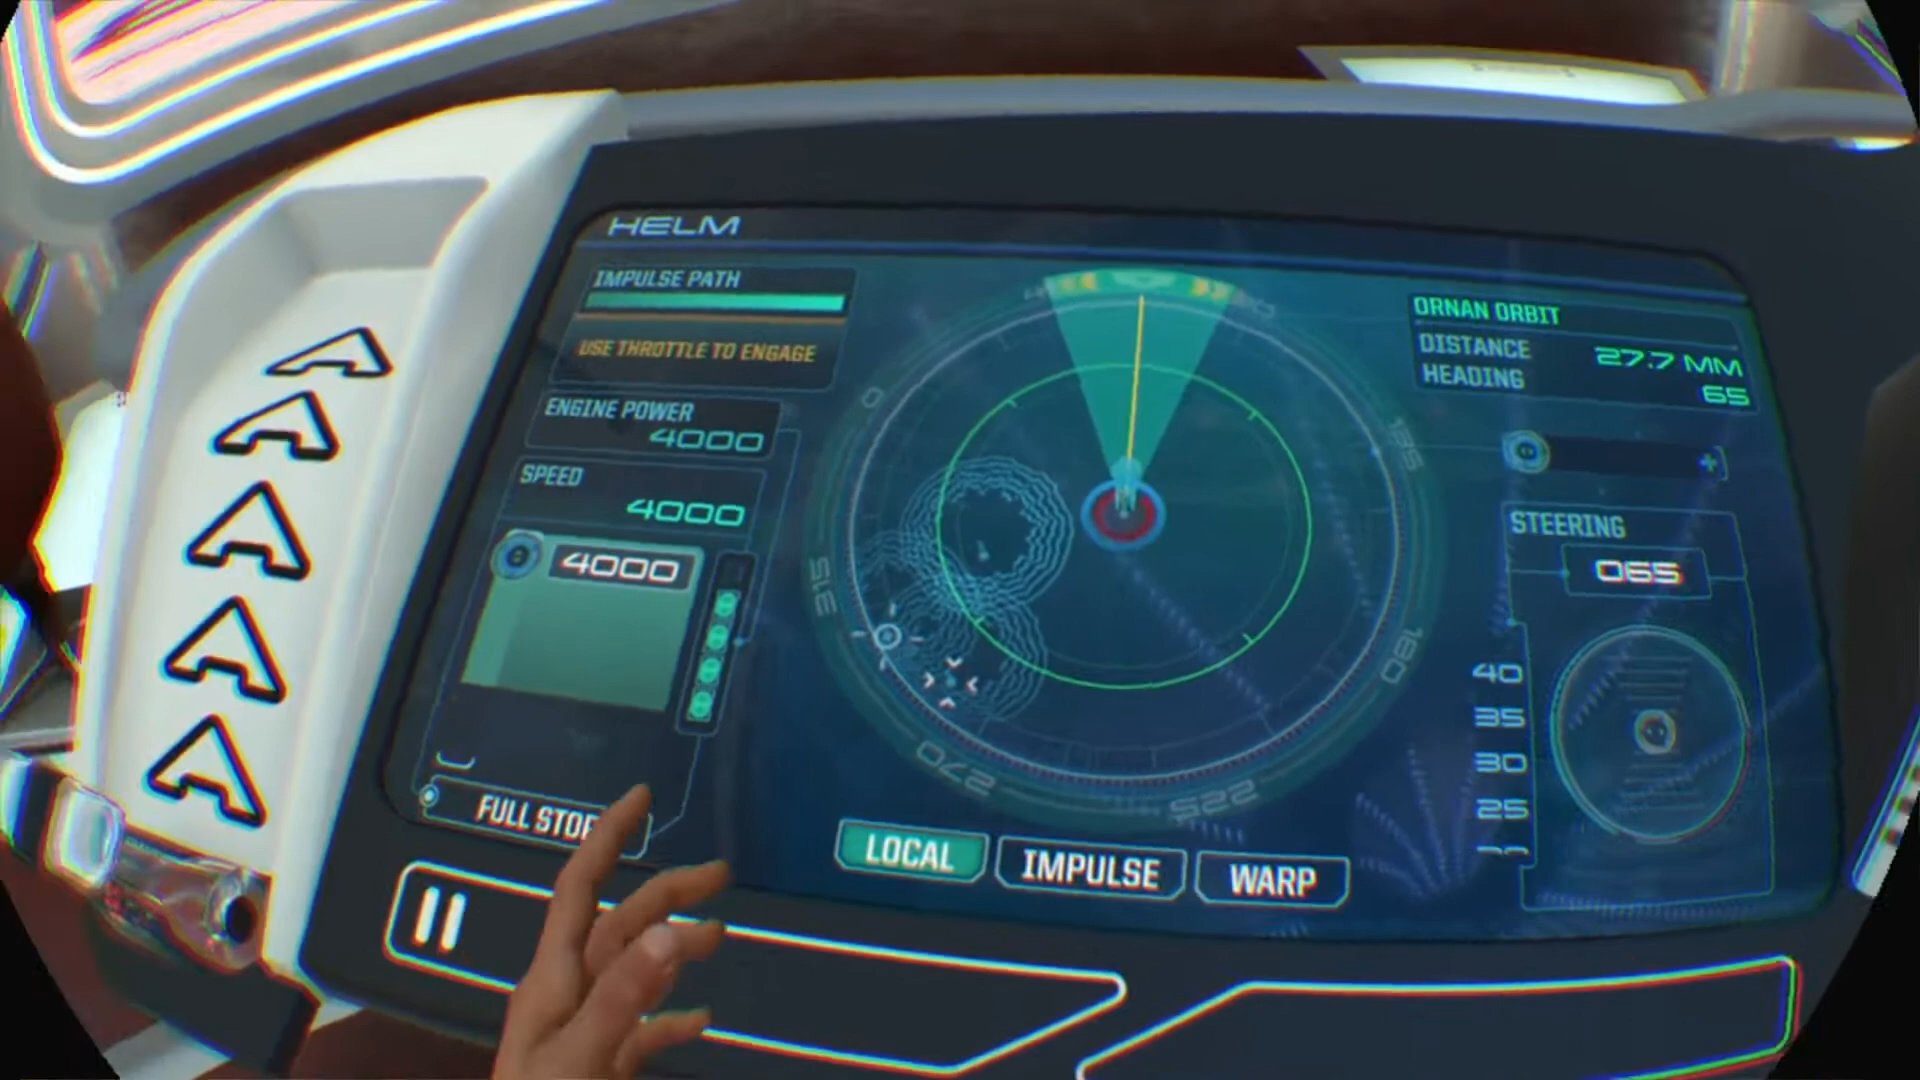 HELM
IMPULSE PATH
USE THROTTLE TO ENGAGE
ENGINE POWER
4000
SPEED
4000
4000
FULL STOP
0
135
180
225
270
315
LOCAL
IMPULSE
WARP
ORNAN ORBIT
DISTANCE 27.7 MM
HEADING 65
STEERING
065
40
35
30
25